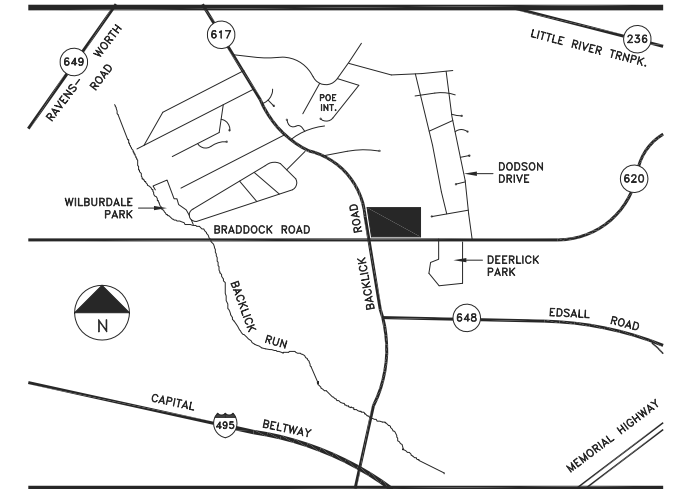 236
617
LITTLE RIVER TRNPK.
649
RAVENS-WORTH
ROAD
POE
INT.
DODSON
DRIVE
620
WILBURDALE
PARK
BRADDOCK ROAD
BACKLICK ROAD
DEERLICK
PARK
N
BACKLICK RUN
648
EDSALL ROAD
CAPITAL BELTWAY
495
MEMORIAL HIGHWAY